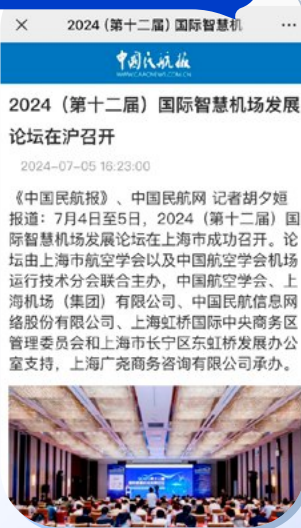 2024（第十二届）国际智慧机
中国民航报
WWW.CAACNEWS.COM.CN
2024（第十二届）国际智慧机场发展
论坛在沪召开
2024-07-05 16:23:00
《中国民航报》、中国民航网 记者胡夕姮
报道：7月4日至5日，2024（第十二届）国
际智慧机场发展论坛在上海市成功召开。论
坛由上海市航空学会以及中国航空学会机场
运行技术分会联合主办，中国航空学会、上
海机场（集团）有限公司、中国民航信息网
络股份有限公司、上海虹桥国际中央商务区
管理委员会和上海市长宁区东虹桥发展办公
室支持，上海广尧商务咨询有限公司承办。